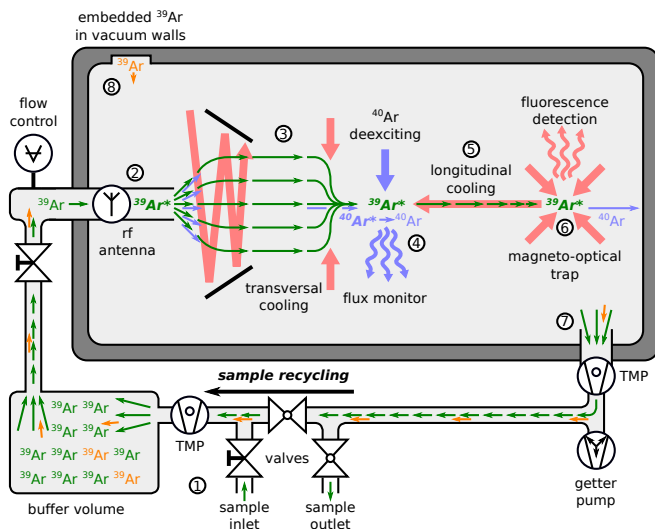 embedded ³⁹Ar
in vacuum walls
³⁹Ar
⑧
flow
control
②
③
⁴⁰Ar
deexciting
fluorescence
detection
⑤
longitudinal
cooling
³⁹Ar
³⁹Ar*
³⁹Ar*
³⁹Ar*
rf
antenna
⁴⁰Ar*
⁴⁰Ar
④
⑥
⁴⁰Ar
transversal
cooling
flux monitor
magneto-optical
trap
⑦
sample recycling
TMP
³⁹Ar ³⁹Ar
³⁹Ar ³⁹Ar
³⁹Ar ³⁹Ar ³⁹Ar ³⁹Ar
³⁹Ar ³⁹Ar ³⁹Ar ³⁹Ar
TMP
valves
①
getter
pump
buffer volume
sample
inlet
sample
outlet